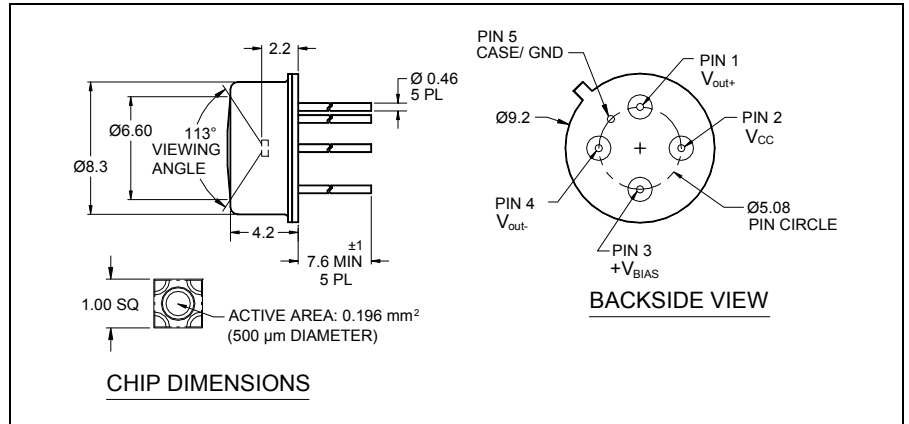 2.2
Ø 0.46
5 PL
Ø6.60
113°
VIEWING
ANGLE
Ø8.3
4.2
±1
7.6 MIN
5 PL
1.00 SQ
ACTIVE AREA: 0.196 mm²
(500 µm DIAMETER)
CHIP DIMENSIONS
PIN 5
CASE/ GND
PIN 1
Vout+
Ø9.2
PIN 2
VCC
PIN 4
Vout-
Ø5.08
PIN CIRCLE
PIN 3
+VBIAS
BACKSIDE VIEW